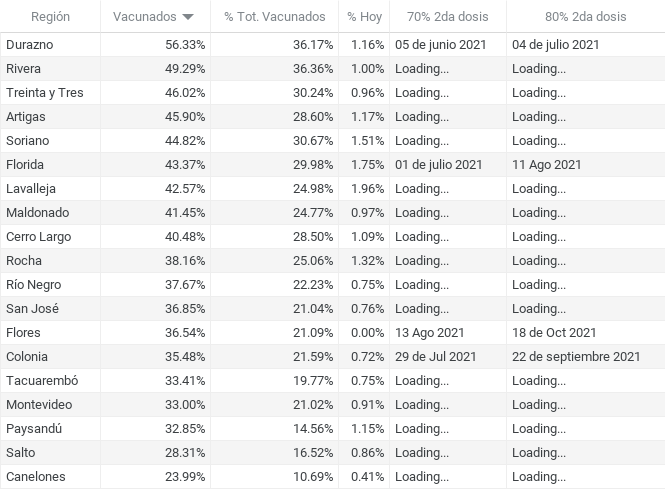 Región Vacunados % Tot. Vacunados % Hoy 70% 2da dosis 80% 2da dosis
Durazno 56.33% 36.17% 1.16% 05 de junio 2021 04 de julio 2021
Rivera 49.29% 36.36% 1.00% Loading... Loading...
Treinta y Tres 46.02% 30.24% 0.96% Loading... Loading...
Artigas 45.90% 28.60% 1.17% Loading... Loading...
Soriano 44.82% 30.67% 1.51% Loading... Loading...
Florida 43.37% 29.98% 1.75% 01 de julio 2021 11 Ago 2021
Lavalleja 42.57% 24.98% 1.96% Loading... Loading...
Maldonado 41.45% 24.77% 0.97% Loading... Loading...
Cerro Largo 40.48% 28.50% 1.09% Loading... Loading...
Rocha 38.16% 25.06% 1.32% Loading... Loading...
Río Negro 37.67% 22.23% 0.75% Loading... Loading...
San José 36.85% 21.04% 0.76% Loading... Loading...
Flores 36.54% 21.09% 0.00% 13 Ago 2021 18 de Oct 2021
Colonia 35.48% 21.59% 0.72% 29 de Jul 2021 22 de septiembre 2021
Tacuarembó 33.41% 19.77% 0.75% Loading... Loading...
Montevideo 33.00% 21.02% 0.91% Loading... Loading...
Paysandú 32.85% 14.56% 1.15% Loading... Loading...
Salto 28.31% 16.52% 0.86% Loading... Loading...
Canelones 23.99% 10.69% 0.41% Loading... Loading...